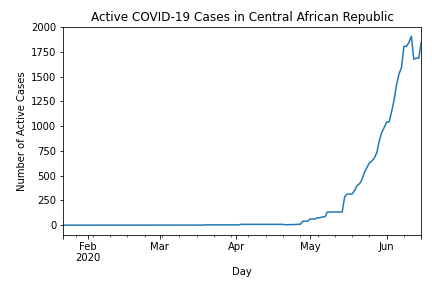 Active COVID-19 Cases in Central African Republic
Number of Active Cases
2000
1750
1500
1250
1000
750
500
250
0
Feb
2020
Mar
Apr
May
Jun
Day